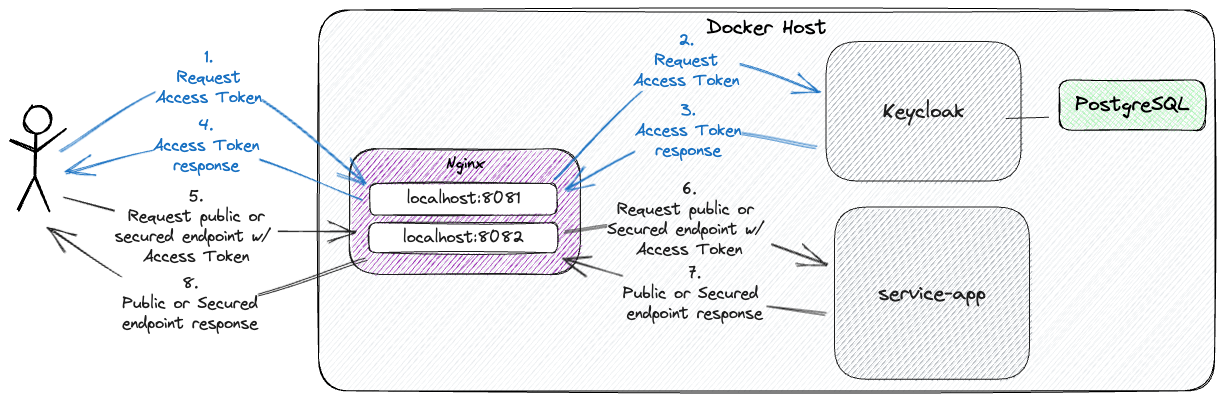 Docker Host
1.
Request
Access Token
2.
Request
Access Token
Keycloak
PostgreSQL
3.
Access Token
response
4.
Access Token
response
Nginx
localhost:8081
localhost:8082
5.
Request public or
secured endpoint w/
Access Token
6.
Request public or
Secured endpoint w/
Access Token
7.
Public or Secured
endpoint response
8.
Public or Secured
endpoint response
service-app